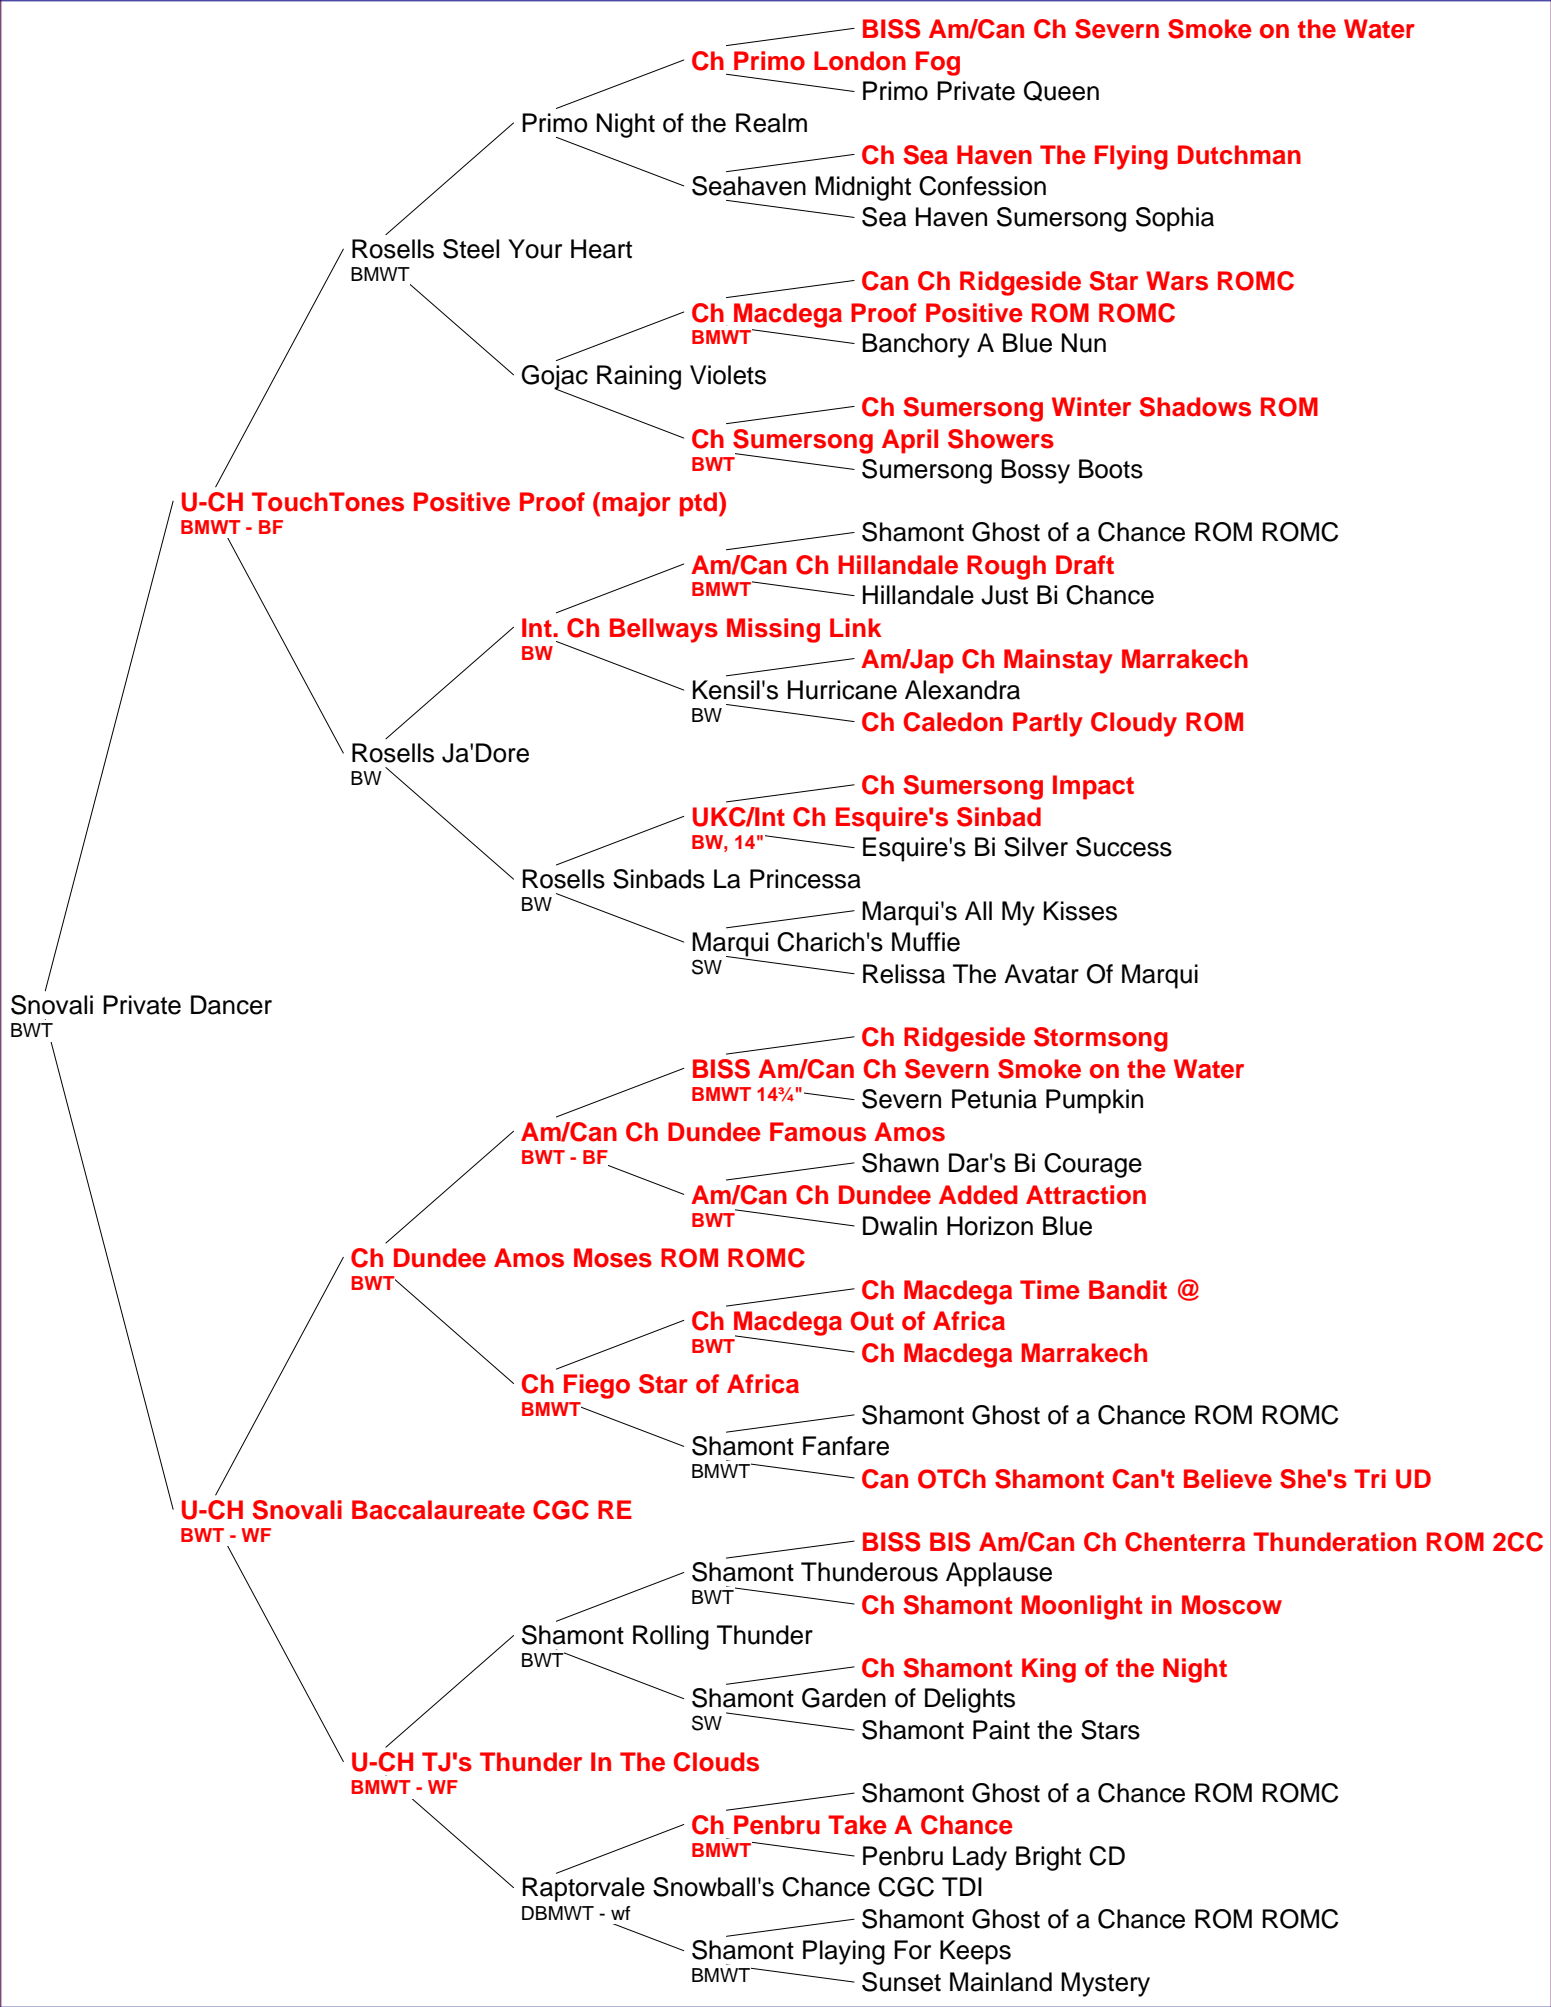 BISS Am/Can Ch Severn Smoke on the Water
Ch Primo London Fog
Primo Private Queen
Primo Night of the Realm
Ch Sea Haven The Flying Dutchman
Seahaven Midnight Confession
Sea Haven Sumersong Sophia
Rosells Steel Your Heart
BMWT
Can Ch Ridgeside Star Wars ROMC
Ch Macdega Proof Positive ROM ROMC
BMWT
Banchory A Blue Nun
Gojac Raining Violets
Ch Sumersong Winter Shadows ROM
Ch Sumersong April Showers
BWT
Sumersong Bossy Boots
U-CH TouchTones Positive Proof (major ptd)
BMWT - BF
Shamont Ghost of a Chance ROM ROMC
Am/Can Ch Hillandale Rough Draft
BMWT
Hillandale Just Bi Chance
Int. Ch Bellways Missing Link
BW
Am/Jap Ch Mainstay Marrakech
Kensil's Hurricane Alexandra
BW
Ch Caledon Partly Cloudy ROM
Rosells Ja'Dore
BW
Ch Sumersong Impact
UKC/Int Ch Esquire's Sinbad
BW, 14"
Esquire's Bi Silver Success
Rosells Sinbads La Princessa
BW
Marqui's All My Kisses
Marqui Charich's Muffie
SW
Relissa The Avatar Of Marqui
Snovali Private Dancer
BWT
Ch Ridgeside Stormsong
BISS Am/Can Ch Severn Smoke on the Water
BMWT 14¾"
Severn Petunia Pumpkin
Am/Can Ch Dundee Famous Amos
BWT - BF
Shawn Dar's Bi Courage
Am/Can Ch Dundee Added Attraction
BWT
Dwalin Horizon Blue
Ch Dundee Amos Moses ROM ROMC
BWT
Ch Macdega Time Bandit @
Ch Macdega Out of Africa
BWT
Ch Macdega Marrakech
Ch Fiego Star of Africa
BMWT
Shamont Ghost of a Chance ROM ROMC
Shamont Fanfare
BMWT
Can OTCh Shamont Can't Believe She's Tri UD
U-CH Snovali Baccalaureate CGC RE
BWT - WF
BISS BIS Am/Can Ch Chenterra Thunderation ROM 2CC
Shamont Thunderous Applause
BWT
Ch Shamont Moonlight in Moscow
Shamont Rolling Thunder
BWT
Ch Shamont King of the Night
Shamont Garden of Delights
SW
Shamont Paint the Stars
U-CH TJ's Thunder In The Clouds
BMWT - WF
Shamont Ghost of a Chance ROM ROMC
Ch Penbru Take A Chance
BMWT
Penbru Lady Bright CD
Raptorvale Snowball's Chance CGC TDI
DBMWT - wf
Shamont Ghost of a Chance ROM ROMC
Shamont Playing For Keeps
BMWT
Sunset Mainland Mystery